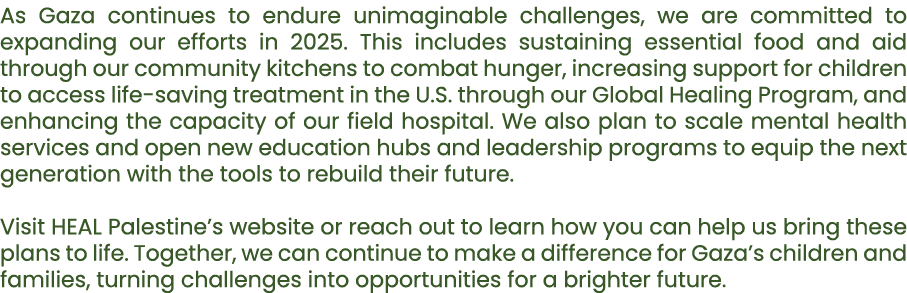 As Gaza continues to endure unimaginable challenges, we are committed to
expanding our efforts in 2025. This includes sustaining essential food and aid
through our community kitchens to combat hunger, increasing support for children
to access life-saving treatment in the U.S. through our Global Healing Program, and
enhancing the capacity of our field hospital. We also plan to scale mental health
services and open new education hubs and leadership programs to equip the next
generation with the tools to rebuild their future.
Visit HEAL Palestine’s website or reach out to learn how you can help us bring these
plans to life. Together, we can continue to make a difference for Gaza’s children and
families, turning challenges into opportunities for a brighter future.